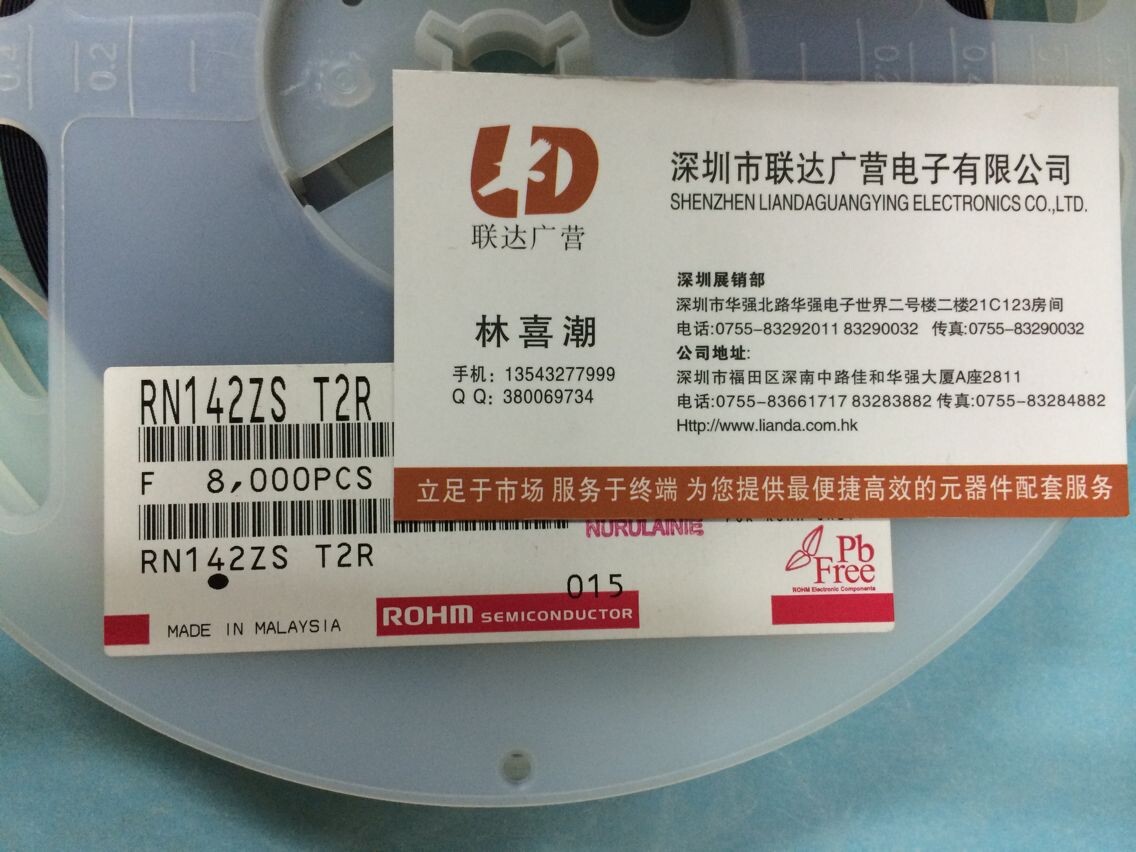 0.2
LD
联达广营
深圳市联达广营电子有限公司
SHENZHEN LIANDAGUANGYING ELECTRONICS CO.,LTD.
林喜潮
手机：13543277999
Q Q：380069734
深圳展销部
深圳市华强北路华强电子世界二号楼二楼21C123房间
电话:0755-83292011 83290032 传真:0755-83290032
公司地址:
深圳市福田区深南中路佳和华强大厦A座2811
电话:0755-83661717 83283882 传真:0755-83284882
Http://www.lianda.com.hk
立足于市场 服务于终端 为您提供最便捷高效的元器件配套服务
RN142ZS T2R
F 8,000PCS
NURULAINIE
RN142ZS T2R
015
Pb
Free
ROHM Electronic Components
MADE IN MALAYSIA
ROHM SEMICONDUCTOR